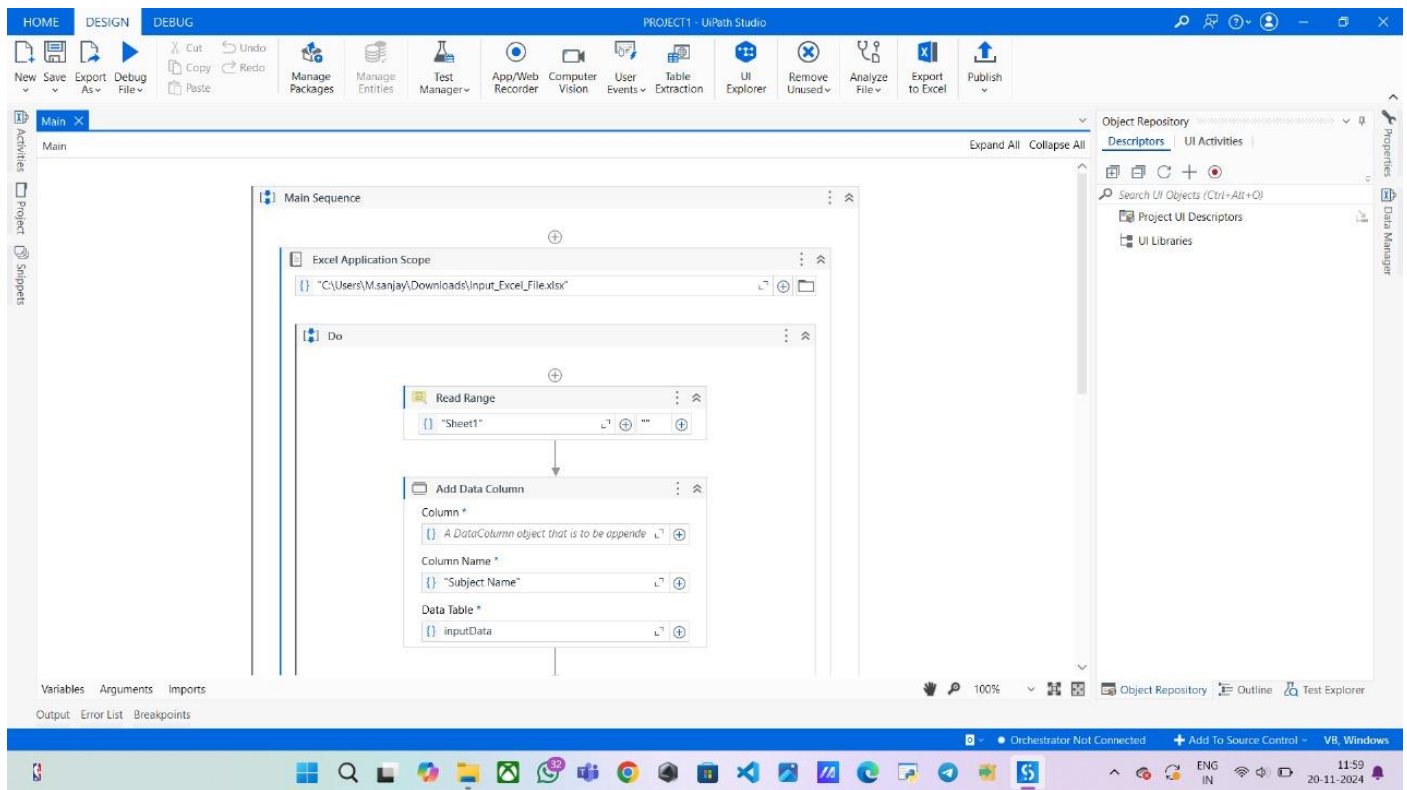 HOME DESIGN DEBUG PROJECT1 - UiPath Studio
New Save Export As Debug File
Cut Undo
Copy Redo
Paste
Manage Packages
Manage Entities
Test Manager
App/Web Recorder
Computer Vision
User Events
Table Extraction
UI Explorer
Remove Unused
Analyze File
Export to Excel
Publish
Main
Main Expand All Collapse All
Activities
Project
Snippets
Main Sequence
Excel Application Scope
{} "C:\Users\M.sanjay\Downloads\Input_Excel_File.xlsx"
Do
Read Range
{} "Sheet1" ""
Add Data Column
Column *
{} A DataColumn object that is to be appende
Column Name *
{} "Subject Name"
Data Table *
{} inputData
Object Repository
Descriptors UI Activities
Search UI Objects (Ctrl+Alt+O)
Project UI Descriptors
UI Libraries
Properties
Data Manager
Variables Arguments Imports 100% Object Repository Outline Test Explorer
Output Error List Breakpoints
Orchestrator Not Connected Add To Source Control VB, Windows
32
ENG
IN
11:59
20-11-2024